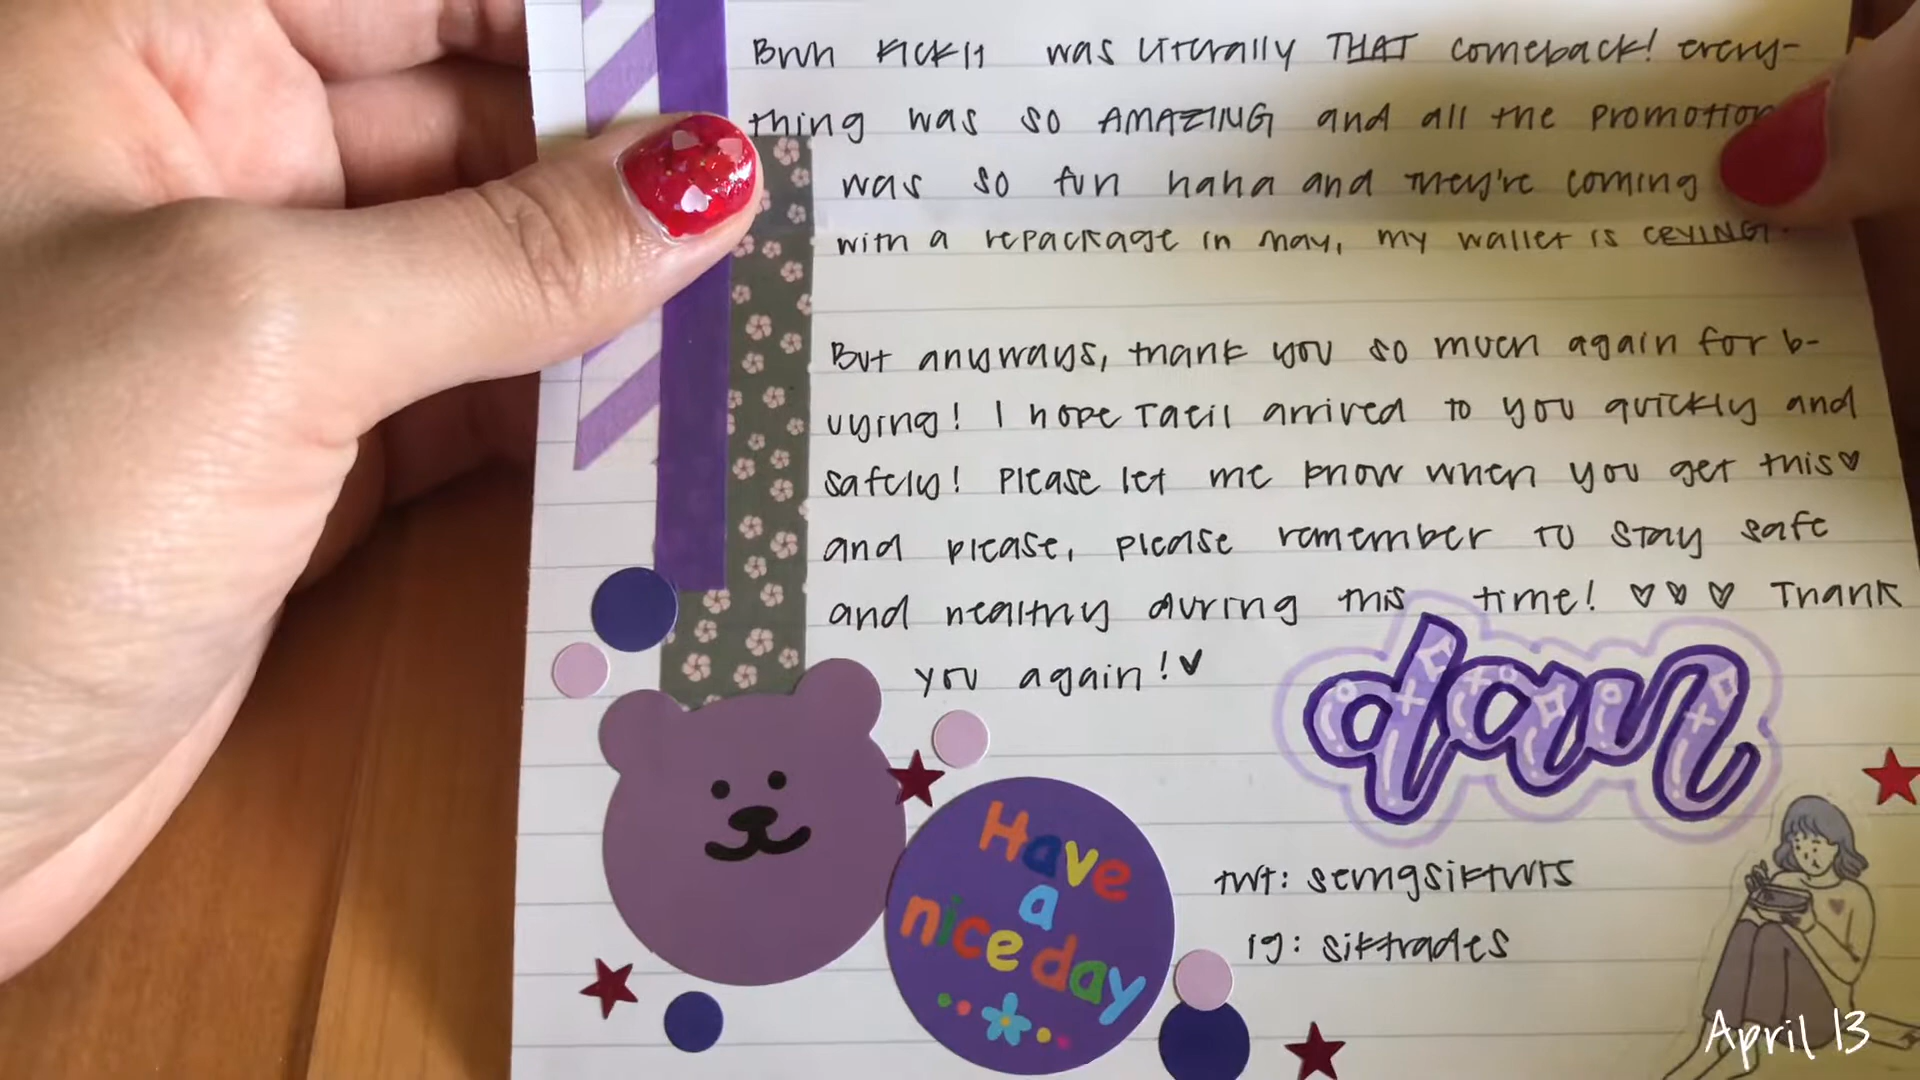 Bruh KICK IT was literally THAT comeback! every-
thing was so AMAZING and all the promotion
was so fun haha and they're coming
with a repackage in may, my wallet is CRYING!
But anyways, thank you so much again for b-
uying! I hope Taeil arrived to you quickly and
safely! Please let me know when you get this♡
and please, please remember to stay safe
and healthy during this time! ♡♡♡ Thank
you again!♥
dan
twt: semgsiktwts
ig: siktrades
Have
a
nice day
April 13